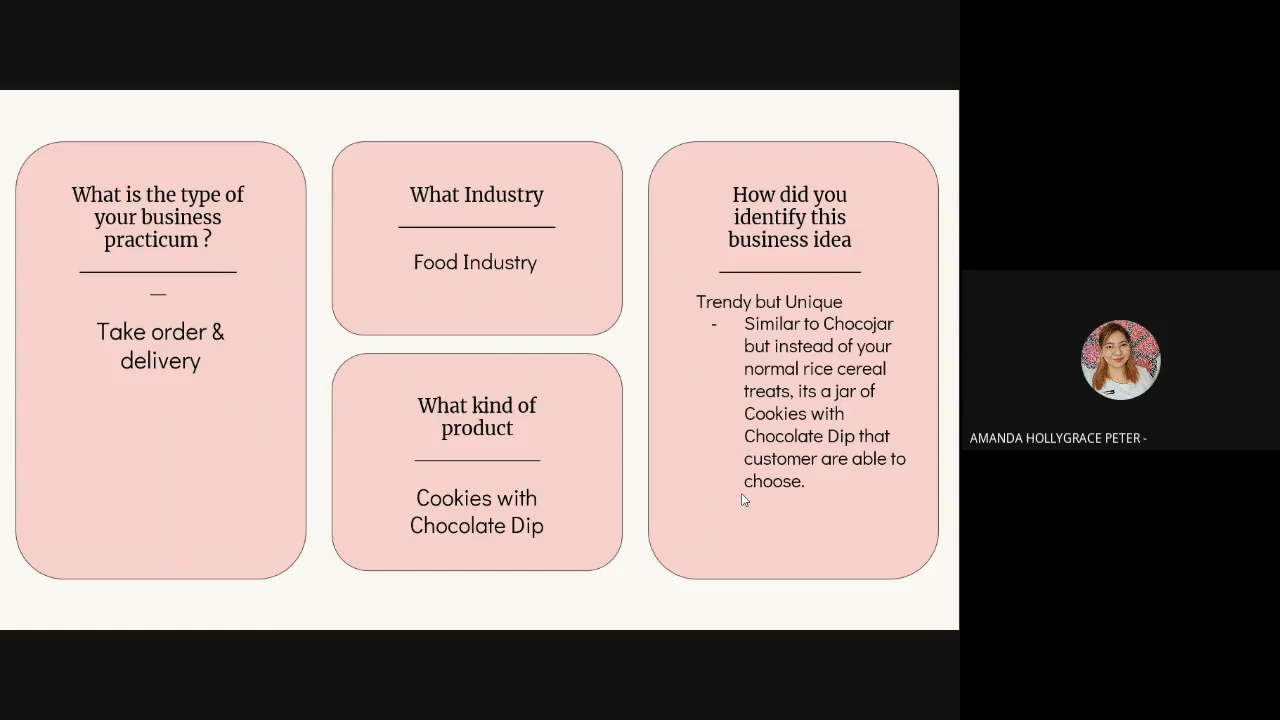 What is the type of
your business
practicum ?
—
Take order &
delivery
What Industry
Food Industry
What kind of
product
Cookies with
Chocolate Dip
How did you
identify this
business idea
Trendy but Unique
- Similar to Chocojar
but instead of your
normal rice cereal
treats, its a jar of
Cookies with
Chocolate Dip that
customer are able to
choose.
AMANDA HOLLYGRACE PETER -